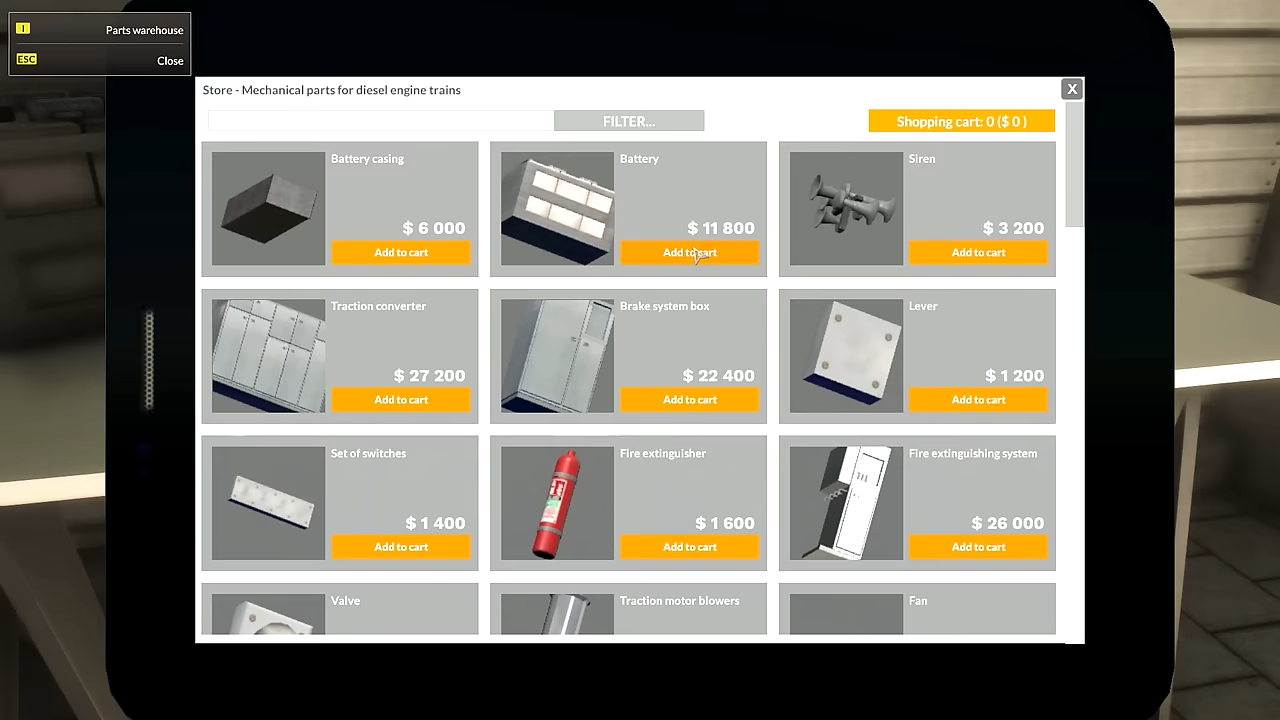 I Parts warehouse
ESC Close
Store - Mechanical parts for diesel engine trains
X
FILTER...
Shopping cart: 0 ($ 0 )
Battery casing
$ 6 000
Add to cart
Battery
$ 11 800
Add to cart
Siren
$ 3 200
Add to cart
Traction converter
$ 27 200
Add to cart
Brake system box
$ 22 400
Add to cart
Lever
$ 1 200
Add to cart
Set of switches
$ 1 400
Add to cart
Fire extinguisher
$ 1 600
Add to cart
Fire extinguishing system
$ 26 000
Add to cart
Valve
Traction motor blowers
Fan